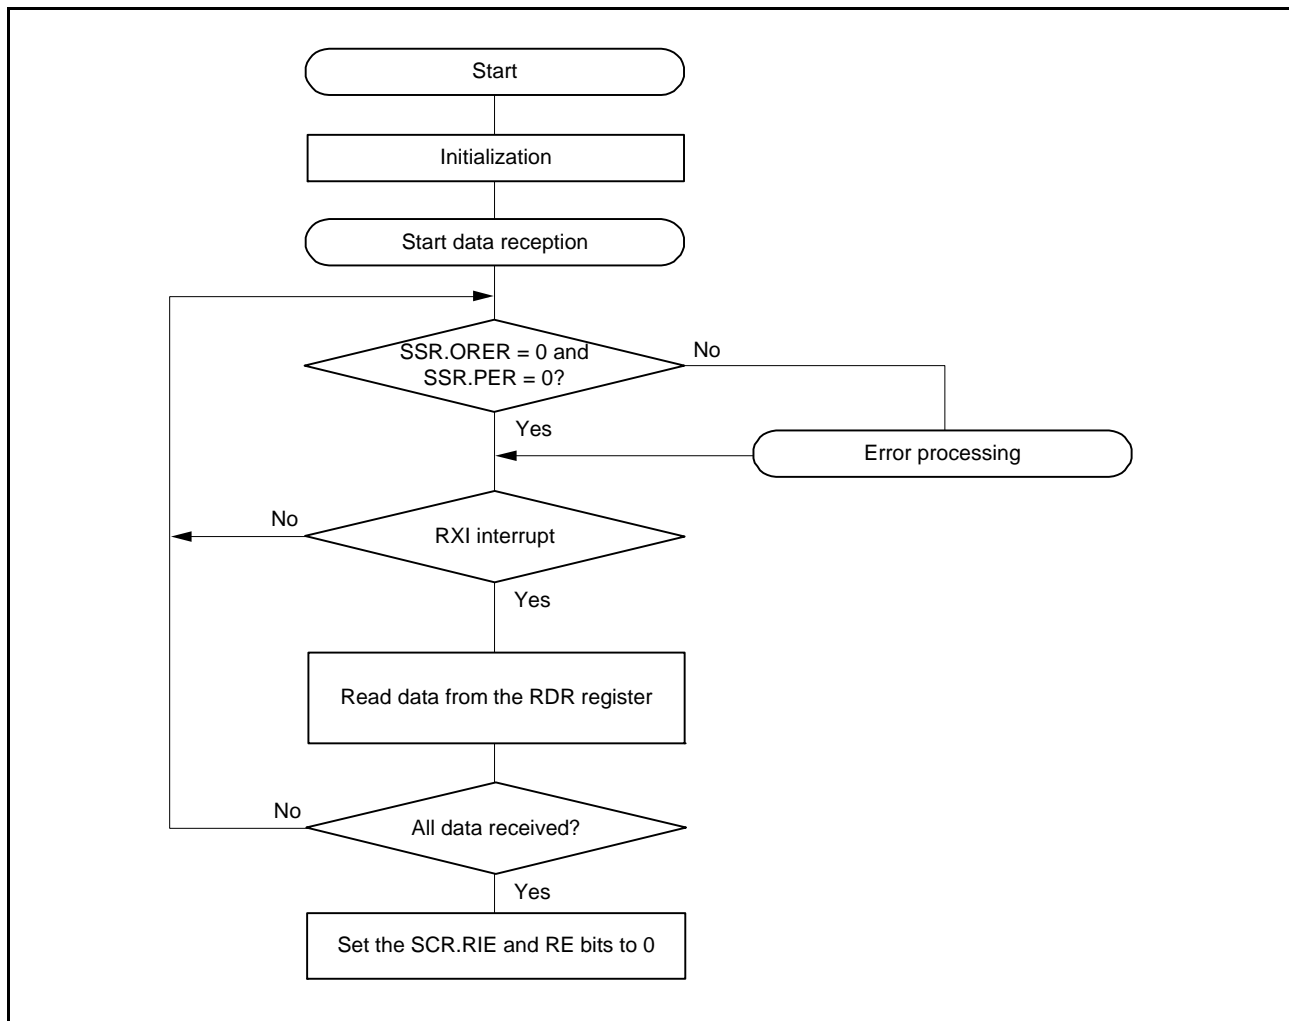 Start
Initialization
Start data reception
SSR.ORER = 0 and
SSR.PER = 0?
No
Yes
Error processing
No
RXI interrupt
Yes
Read data from the RDR register
No
All data received?
Yes
Set the SCR.RIE and RE bits to 0